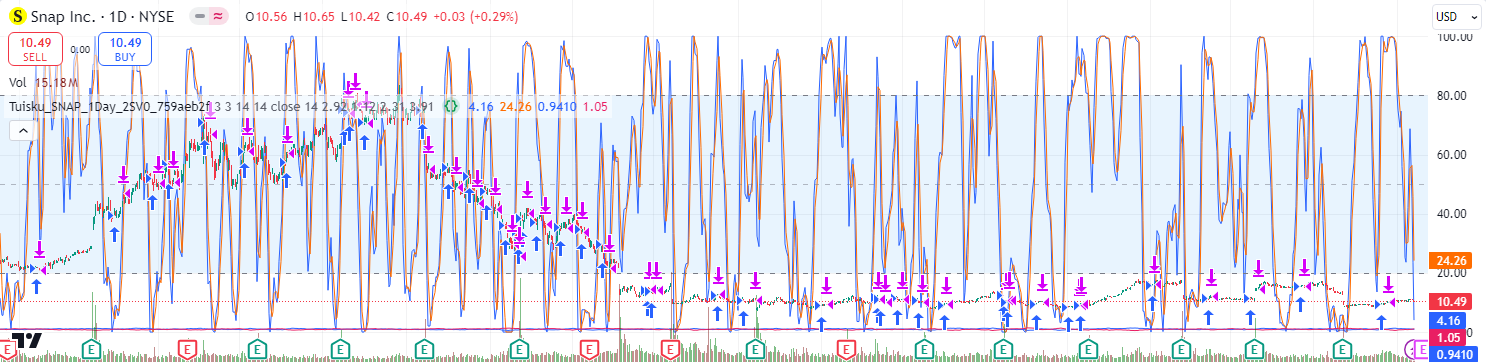 Snap Inc. · 1D · NYSE O10.56 H10.65 L10.42 C10.49 +0.03 (+0.29%)
USD
10.49
SELL
0.00
10.49
BUY
Vol 15.18M
Tuisku_SNAP_1Day_2SV0_759aeb2f 3 3 14 14 close 14 2.92 1.12 2.31 3.91 4.16 24.26 0.9410 1.05
100.00
80.00
60.00
40.00
24.26
20.00
10.49
4.16
1.05
0.9410
E E E E E E E E E E E E E E E E E